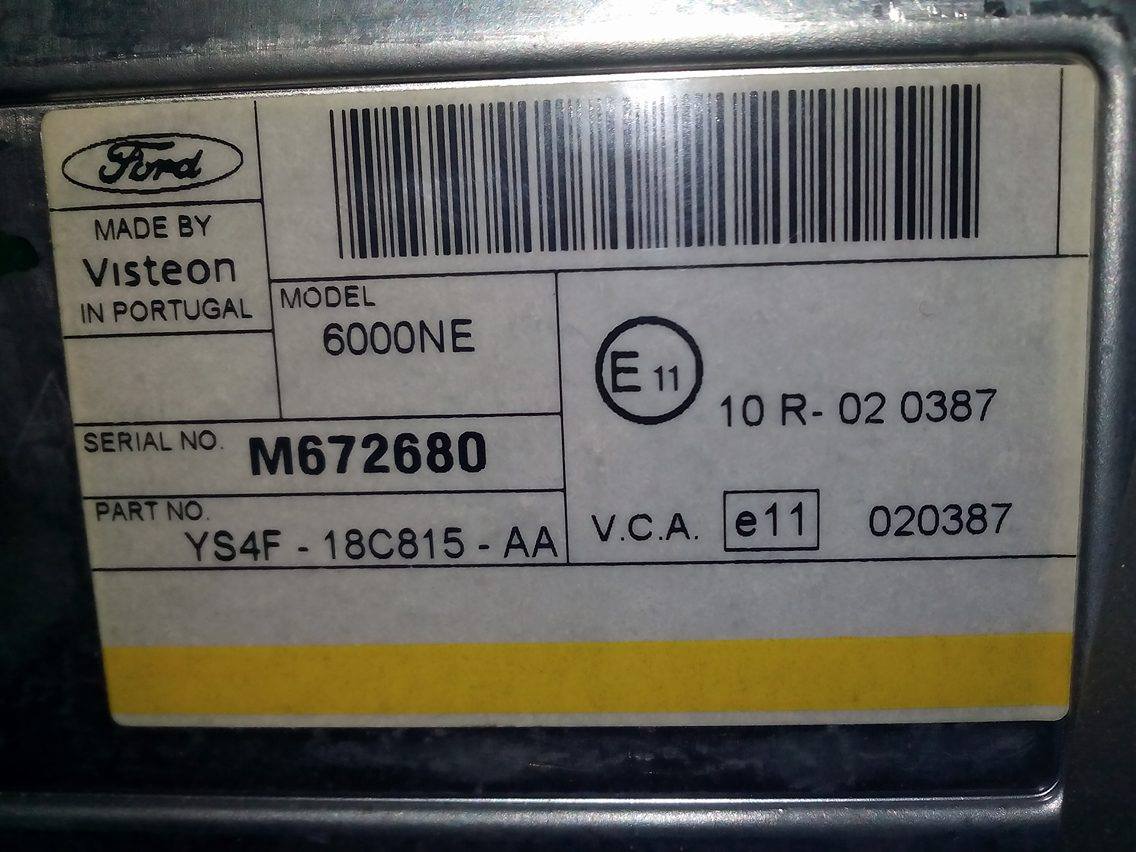 Ford
MADE BY
Visteon
IN PORTUGAL
MODEL
6000NE
SERIAL NO. M672680
PART NO.
YS4F - 18C815 - AA
E 11
10 R- 02 0387
V.C.A. e11 020387